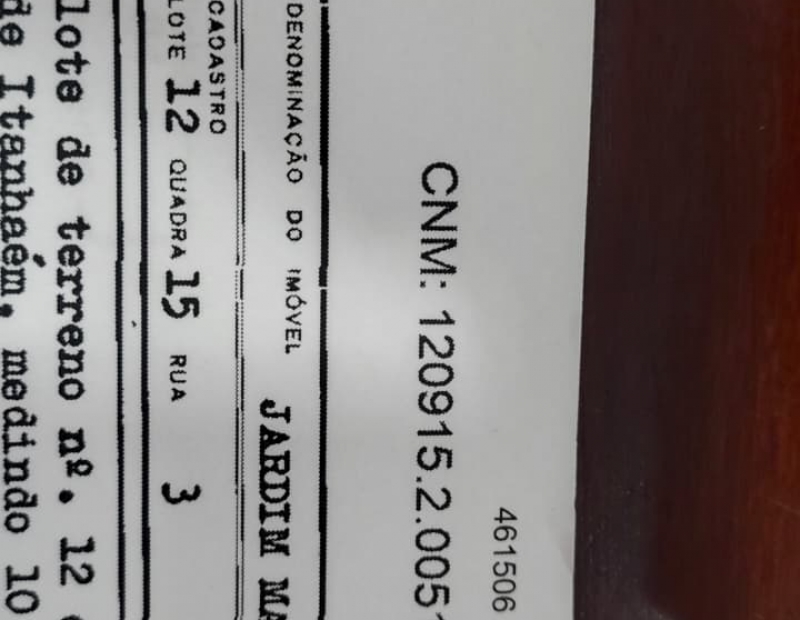 461506
CNM: 120915.2.0051
DENOMINAÇÃO DO IMÓVEL JARDIM MA
CADASTRO
LOTE 12 QUADRA 15 RUA 3
lote de terreno nº. 12
de Itanhaém, medindo 10